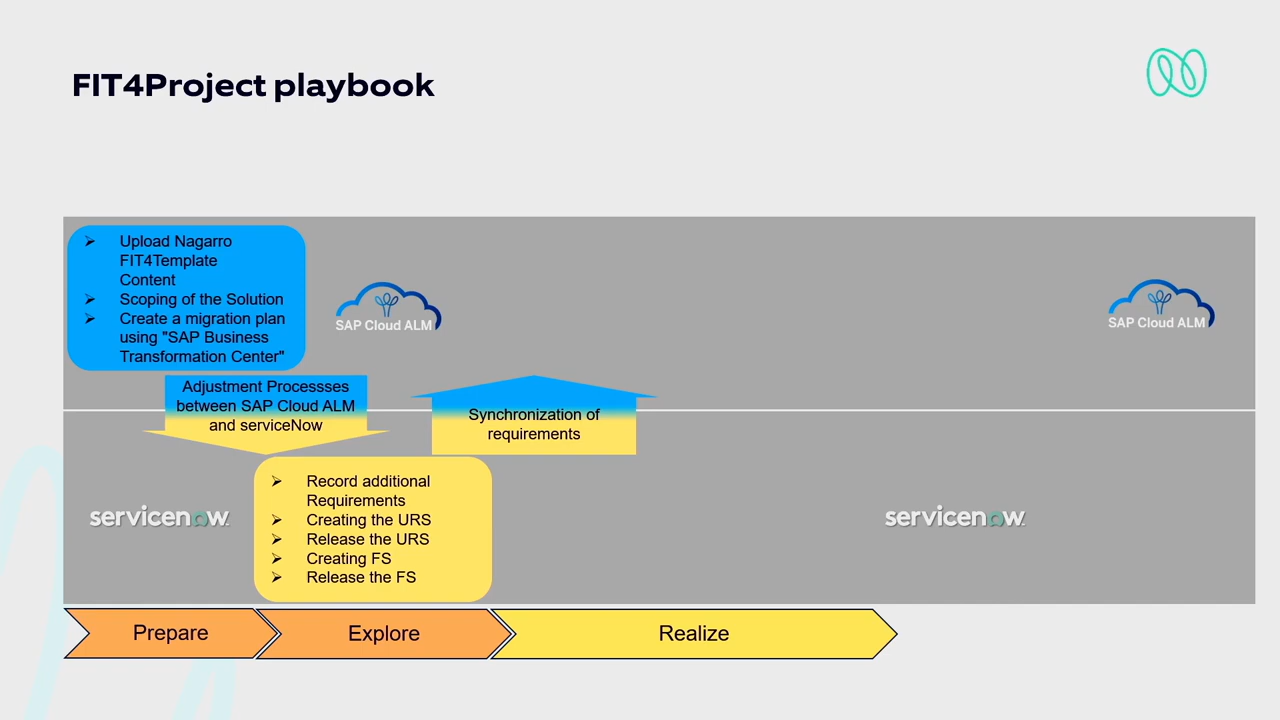 FIT4Project playbook
Upload Nagarro
FIT4Template
Content
Scoping of the Solution
Create a migration plan
using "SAP Business
Transformation Center"
SAP Cloud ALM
SAP Cloud ALM
Adjustment Processses
between SAP Cloud ALM
and serviceNow
Synchronization of
requirements
servicenow
Record additional
Requirements
Creating the URS
Release the URS
Creating FS
Release the FS
servicenow
Prepare
Explore
Realize